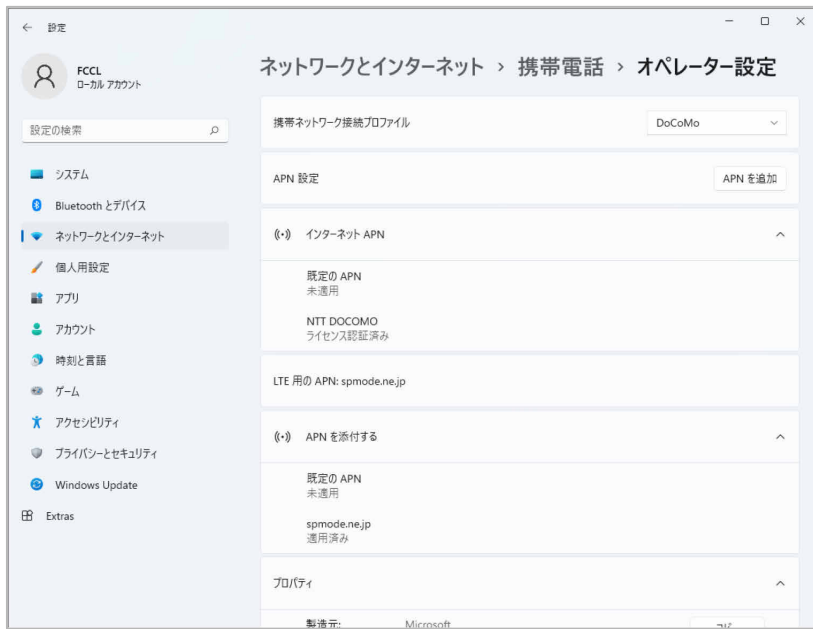 設定
FCCL
ローカル アカウント
設定の検索
システム
Bluetooth とデバイス
ネットワークとインターネット
個人用設定
アプリ
アカウント
時刻と言語
ゲーム
アクセシビリティ
プライバシーとセキュリティ
Windows Update
Extras
ネットワークとインターネット › 携帯電話 › オペレーター設定
携帯ネットワーク接続プロファイル
DoCoMo
APN 設定
APN を追加
インターネット APN
既定の APN
未適用
NTT DOCOMO
ライセンス認証済み
LTE 用の APN: spmode.ne.jp
APN を添付する
既定の APN
未適用
spmode.ne.jp
適用済み
プロパティ
製造元:
Microsoft
コピー